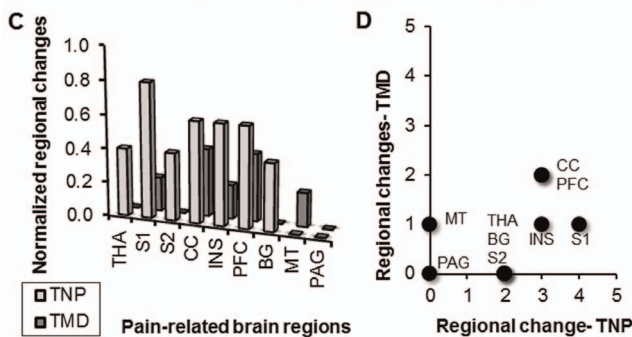 C
Normalized regional changes
1.0
0.8
0.6
0.4
0.2
0.0
THA
S1
S2
CC
INS
PFC
BG
MT
PAG
TNP
TMD
Pain-related brain regions
D
Regional changes- TMD
5
4
3
2
1
0
CC
PFC
MT
THA
BG
S2
INS
S1
PAG
0 1 2 3 4 5
Regional change- TNP